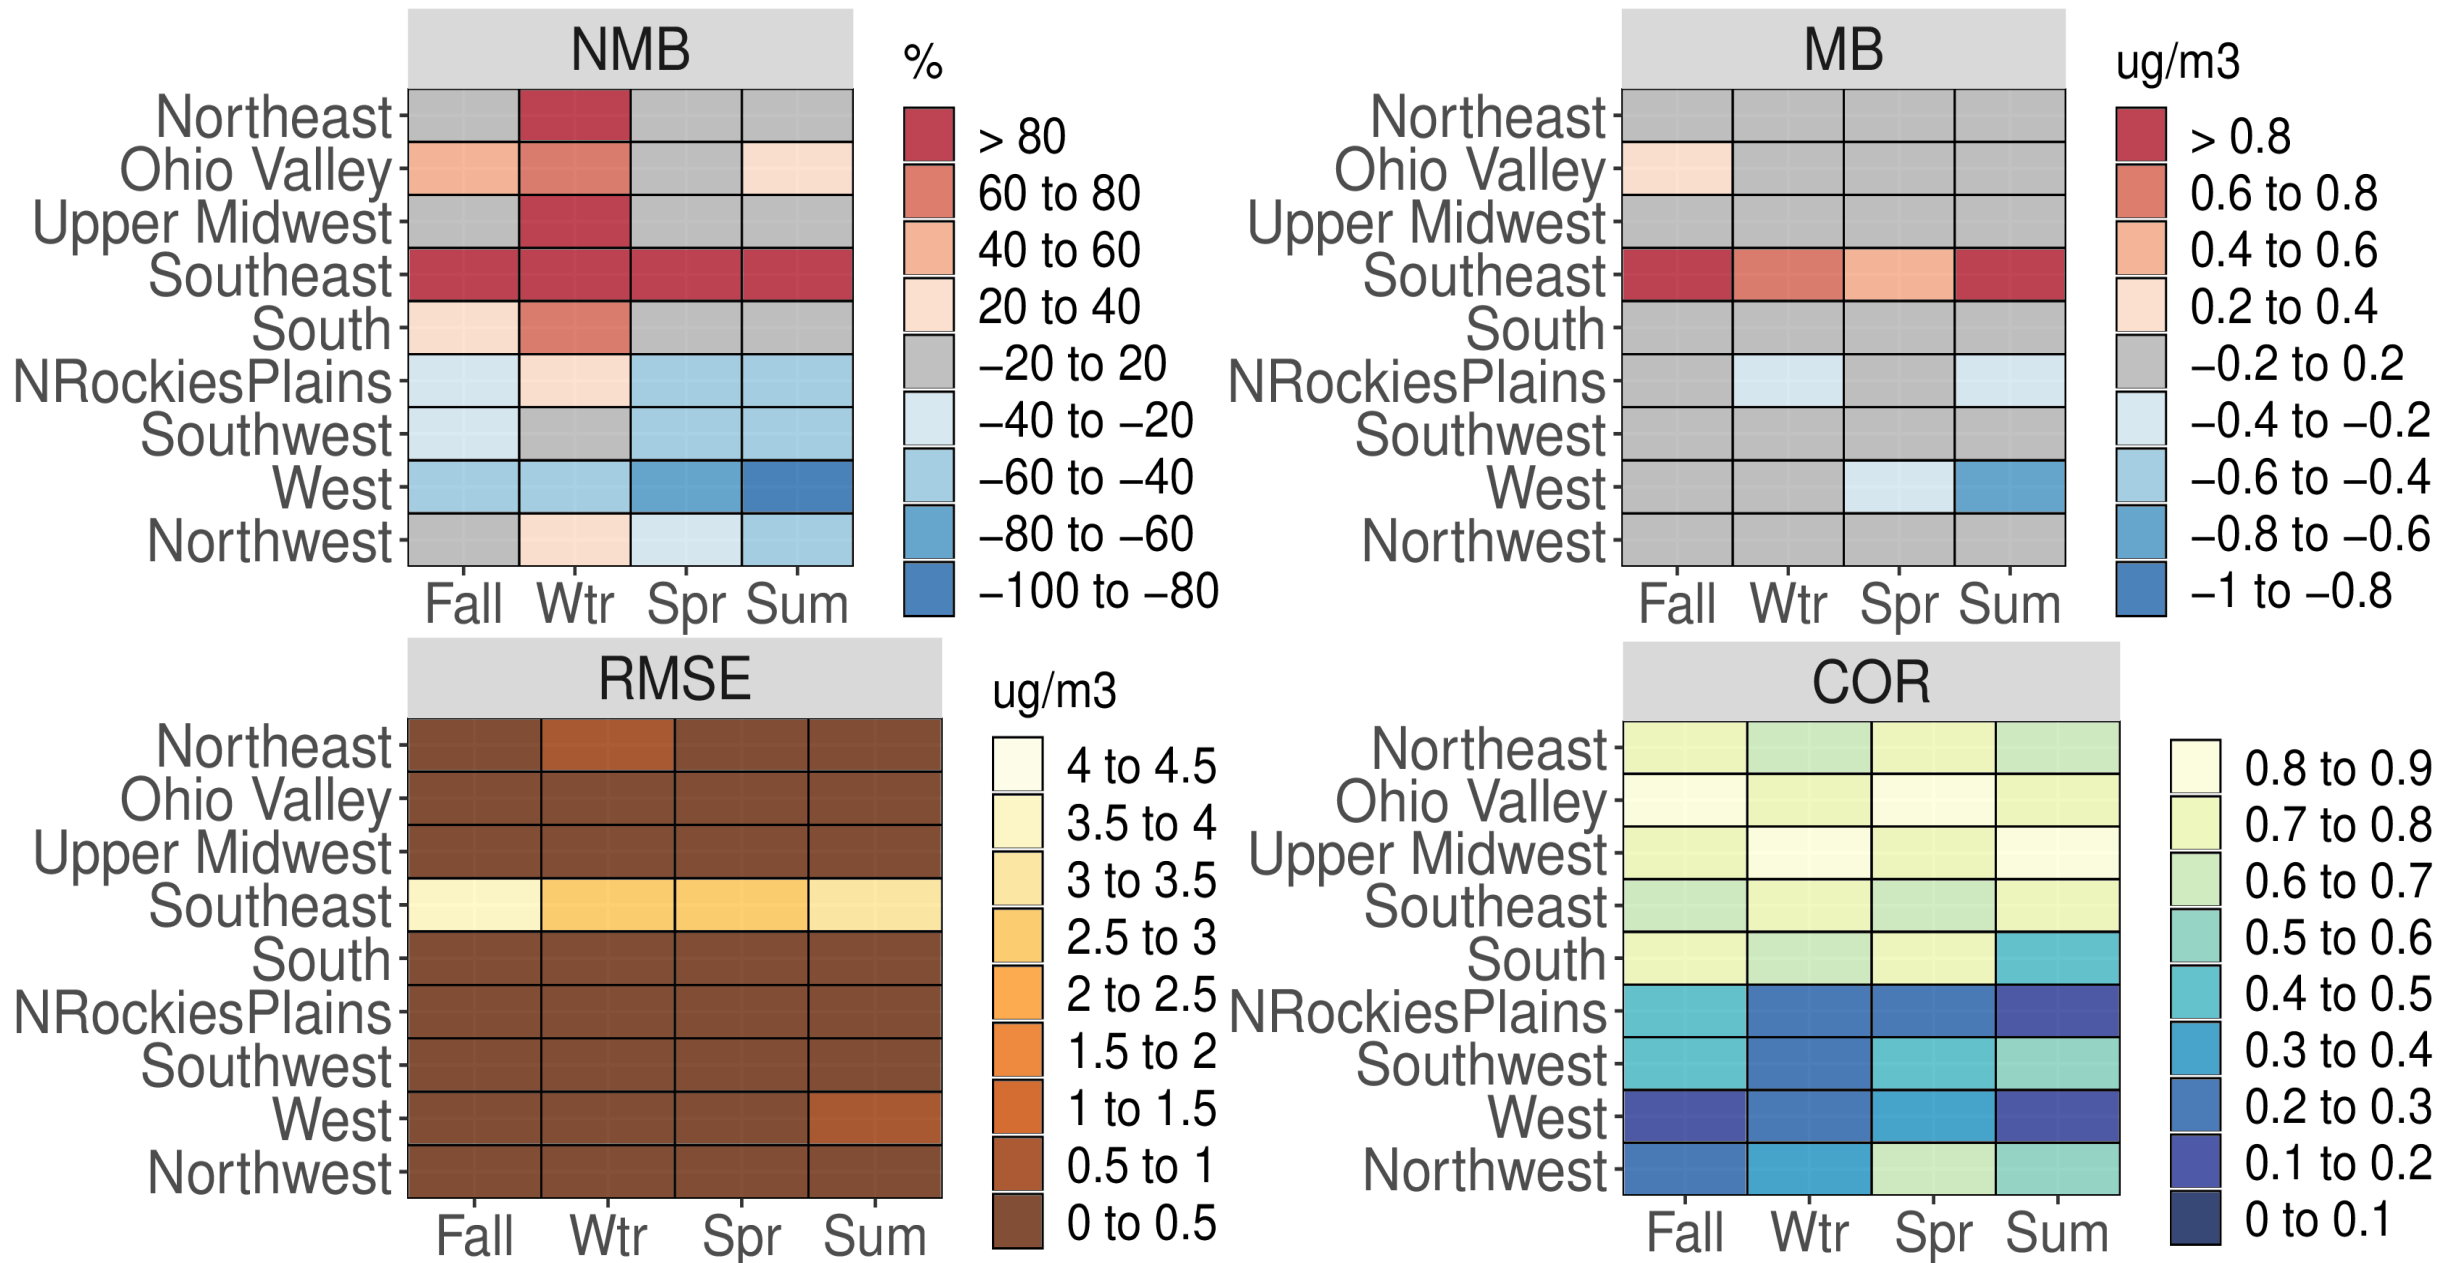 NMB
Northeast
Ohio Valley
Upper Midwest
Southeast
South
NRockiesPlains
Southwest
West
Northwest
Fall Wtr Spr Sum
%
> 80
60 to 80
40 to 60
20 to 40
−20 to 20
−40 to −20
−60 to −40
−80 to −60
−100 to −80
MB
Northeast
Ohio Valley
Upper Midwest
Southeast
South
NRockiesPlains
Southwest
West
Northwest
Fall Wtr Spr Sum
ug/m3
> 0.8
0.6 to 0.8
0.4 to 0.6
0.2 to 0.4
−0.2 to 0.2
−0.4 to −0.2
−0.6 to −0.4
−0.8 to −0.6
−1 to −0.8
RMSE
Northeast
Ohio Valley
Upper Midwest
Southeast
South
NRockiesPlains
Southwest
West
Northwest
Fall Wtr Spr Sum
ug/m3
4 to 4.5
3.5 to 4
3 to 3.5
2.5 to 3
2 to 2.5
1.5 to 2
1 to 1.5
0.5 to 1
0 to 0.5
COR
Northeast
Ohio Valley
Upper Midwest
Southeast
South
NRockiesPlains
Southwest
West
Northwest
Fall Wtr Spr Sum
0.8 to 0.9
0.7 to 0.8
0.6 to 0.7
0.5 to 0.6
0.4 to 0.5
0.3 to 0.4
0.2 to 0.3
0.1 to 0.2
0 to 0.1